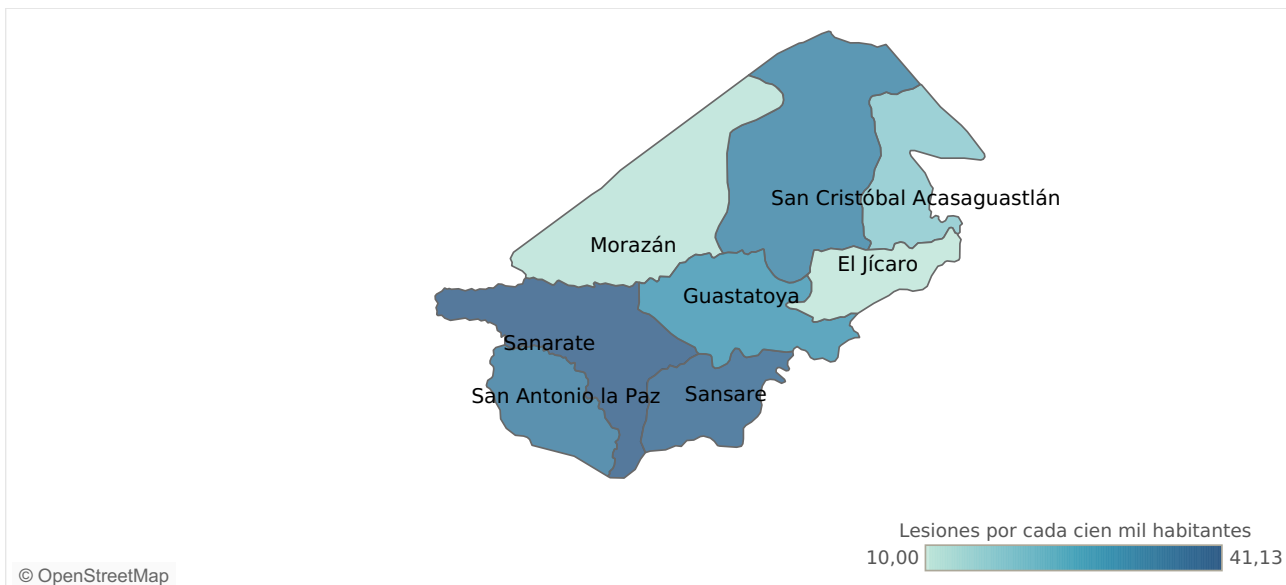 San Cristóbal Acasaguastlán
Morazán
El Jícaro
Guastatoya
Sanarate
San Antonio la Paz
Sansare
Lesiones por cada cien mil habitantes
10,00
41,13
© OpenStreetMap